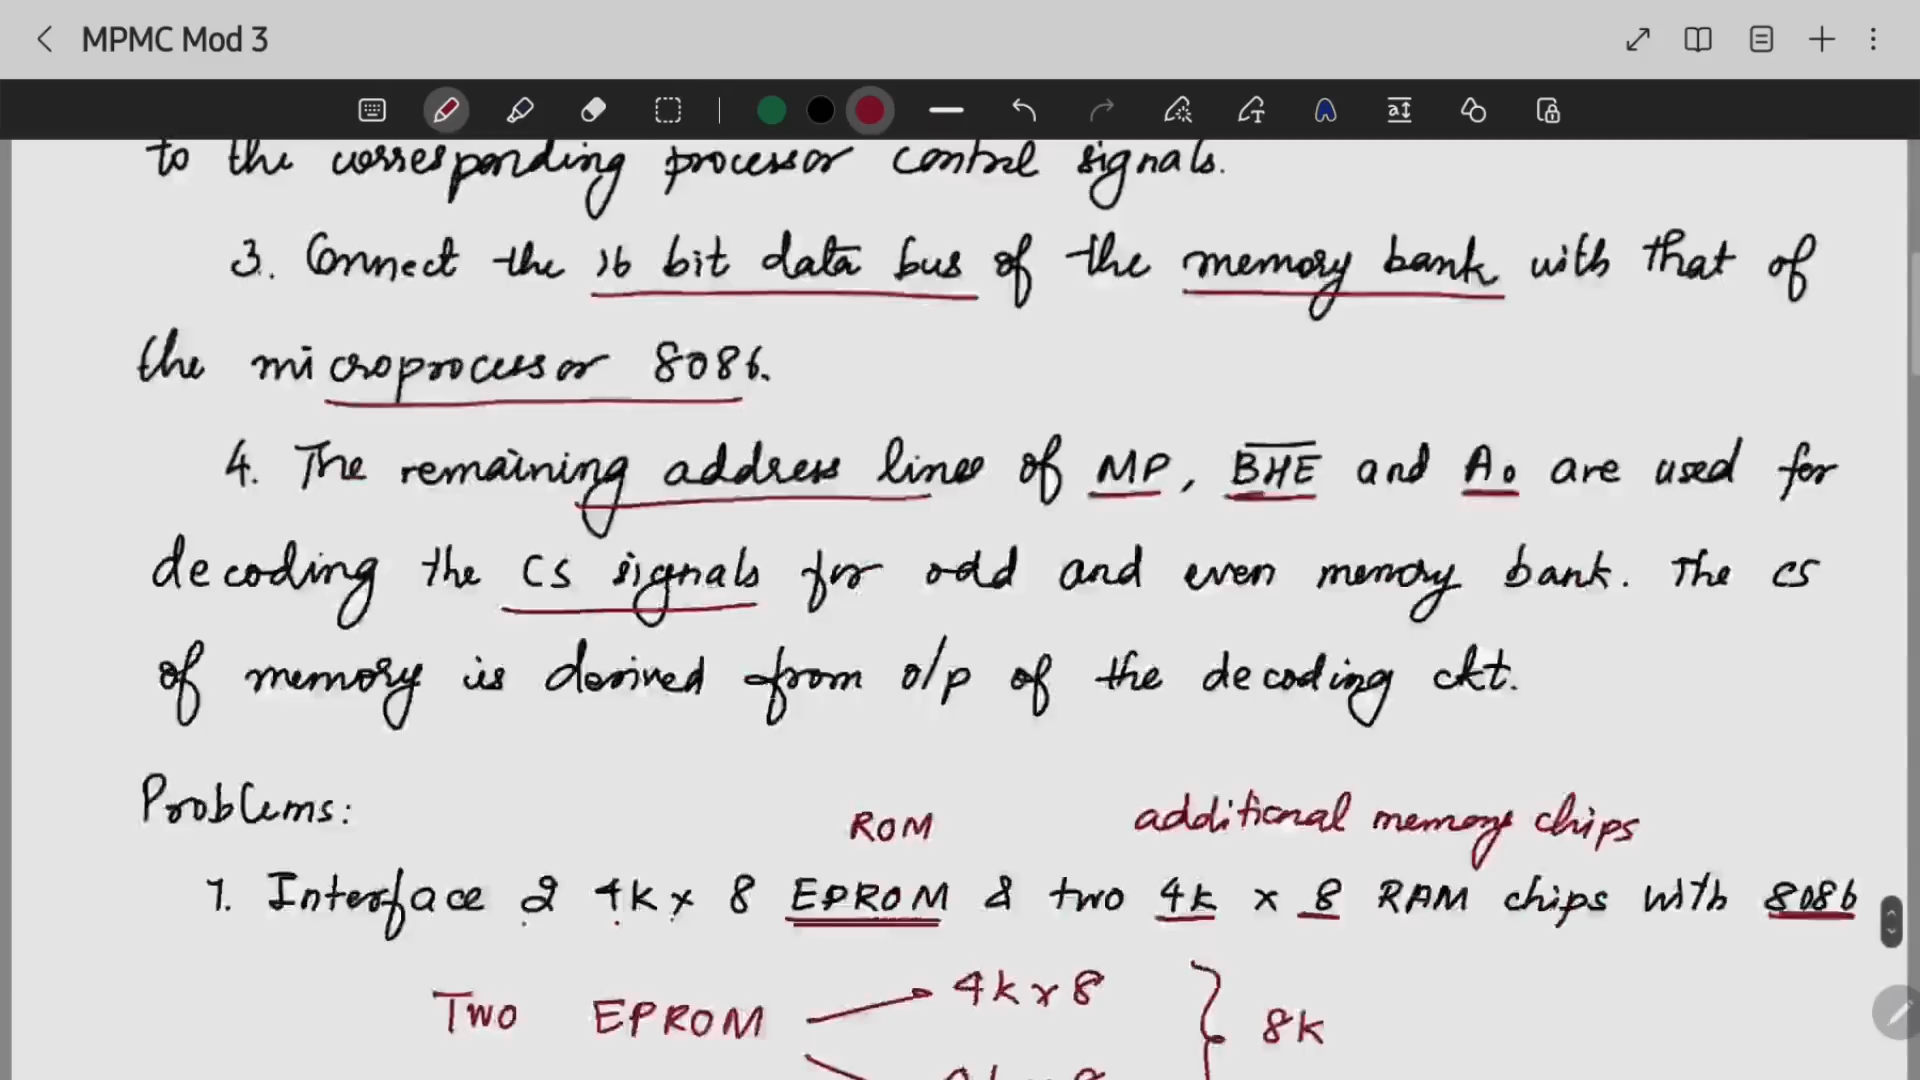 MPMC Mod 3
to the corresponding processor control signals.
3. Connect the 16 bit data bus of the memory bank with that of
the microprocessor 8086.
4. The remaining address lines of MP, B̅H̅E̅ and A₀ are used for
decoding the CS signals for odd and even memory bank. The CS
of memory is derived from o/p of the decoding ckt.
Problems:
ROM additional memory chips
1. Interface 2 4k x 8 EPROM & two 4k x 8 RAM chips with 8086
Two EPROM 4k x 8 } 8k